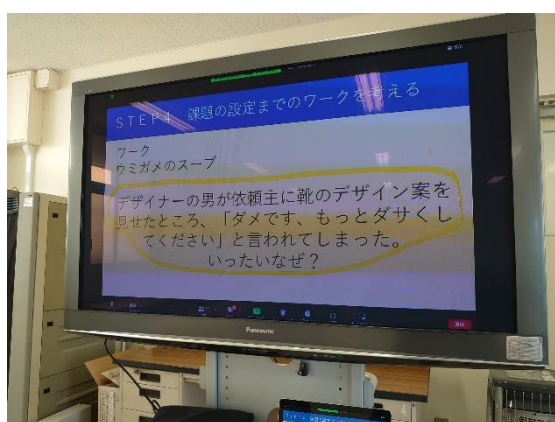 STEP4　課題の設定までのワークを考える
ワーク
ウミガメのスープ
デザイナーの男が依頼主に靴のデザイン案を
見せたところ、「ダメです、もっとダサくし
てください」と言われてしまった。
いったいなぜ？
Panasonic